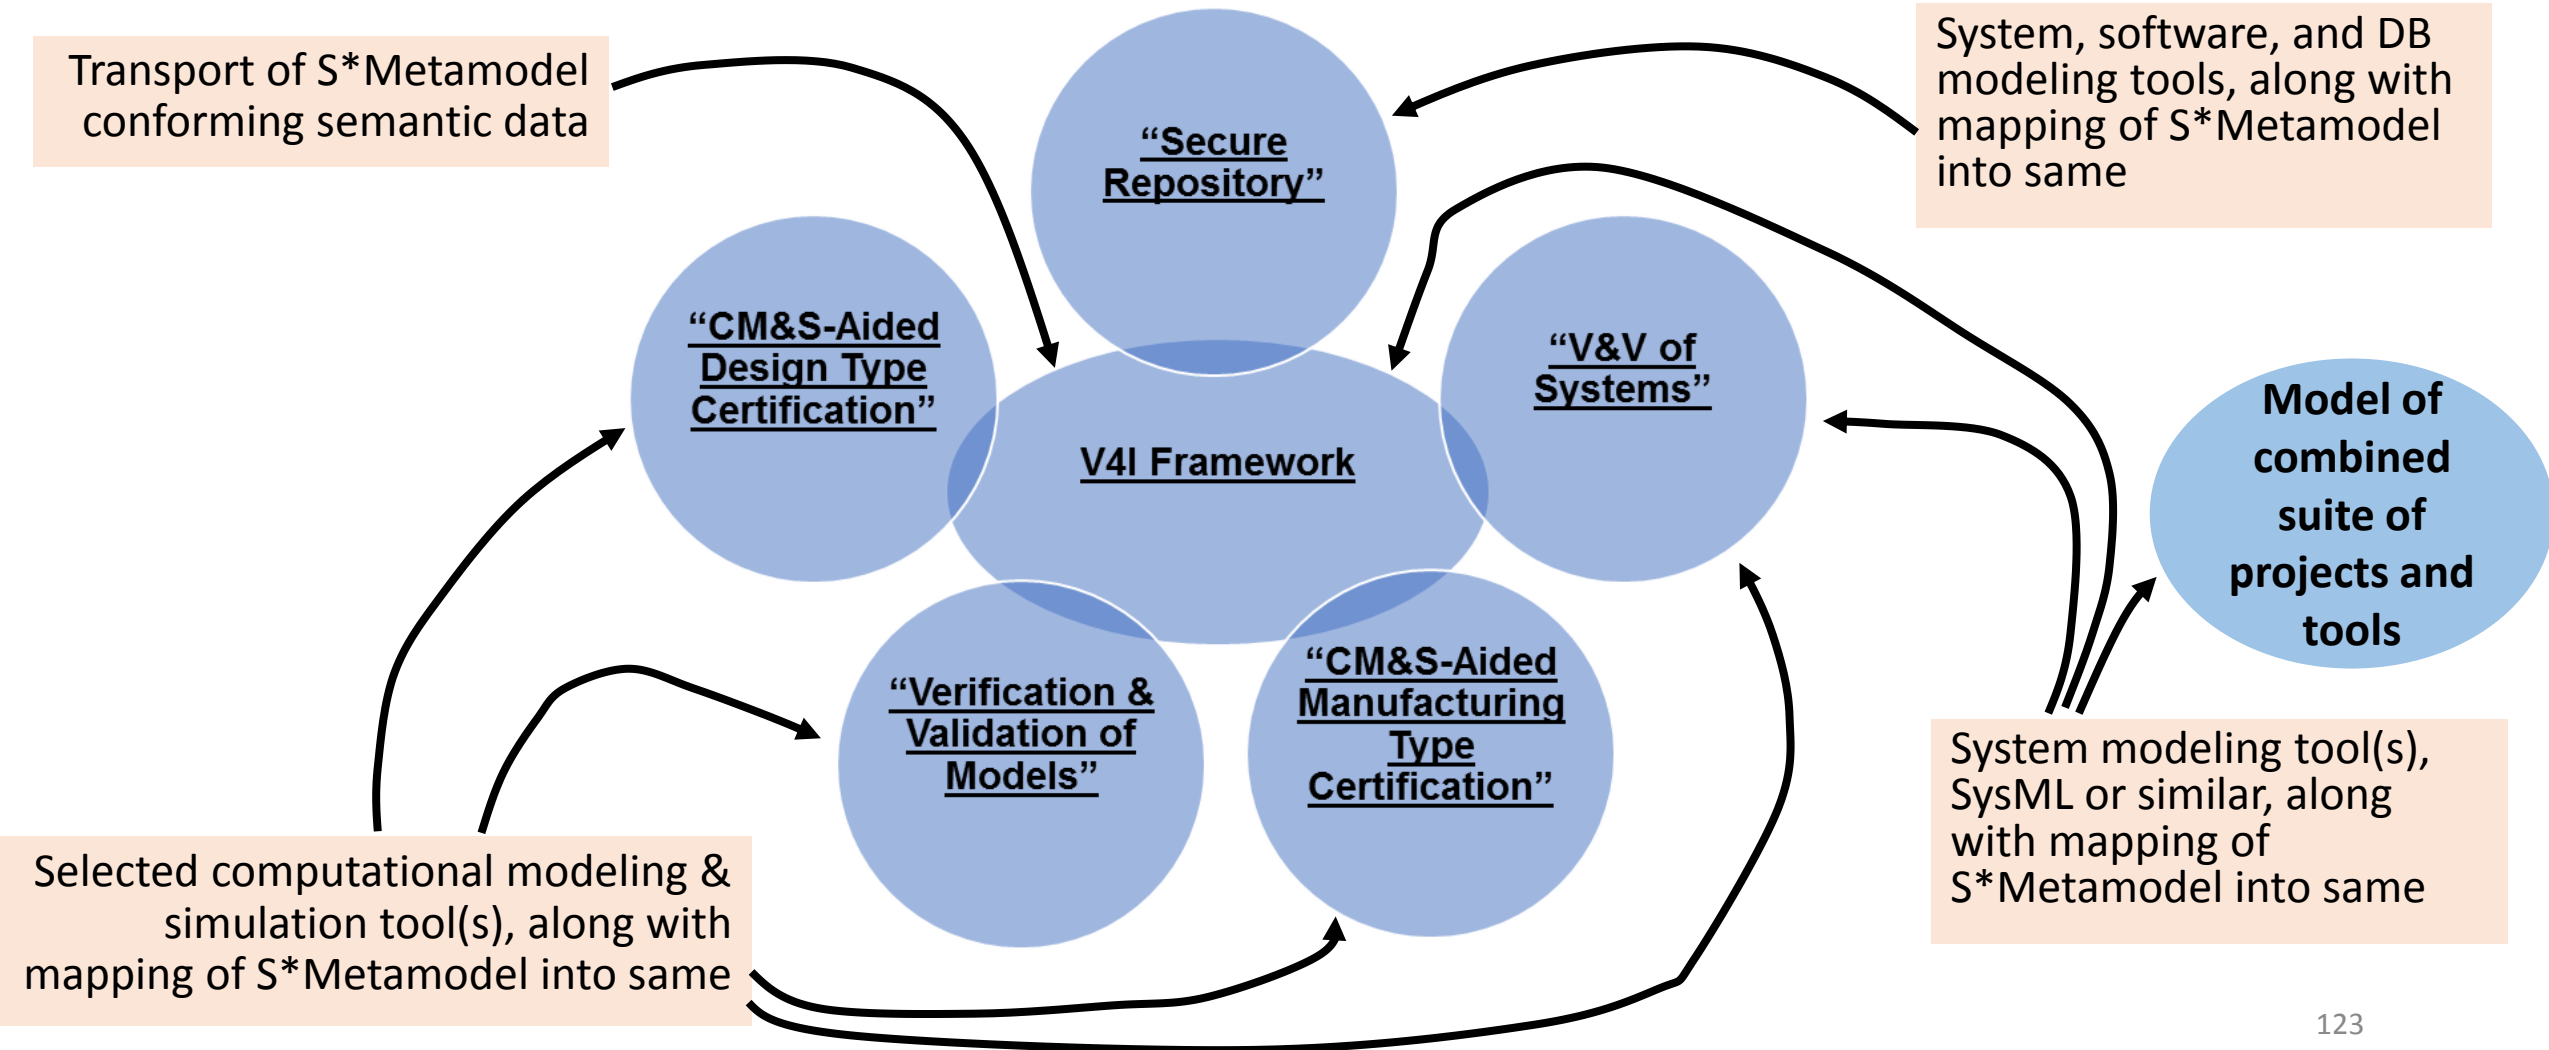 Transport of S*Metamodel
conforming semantic data
System, software, and DB
modeling tools, along with
mapping of S*Metamodel
into same
“Secure
Repository”
“CM&S-Aided
Design Type
Certification”
“V&V of
Systems”
V4I Framework
Model of
combined
suite of
projects and
tools
“Verification &
Validation of
Models”
“CM&S-Aided
Manufacturing
Type
Certification”
System modeling tool(s),
SysML or similar, along
with mapping of
S*Metamodel into same
Selected computational modeling &
simulation tool(s), along with
mapping of S*Metamodel into same
123